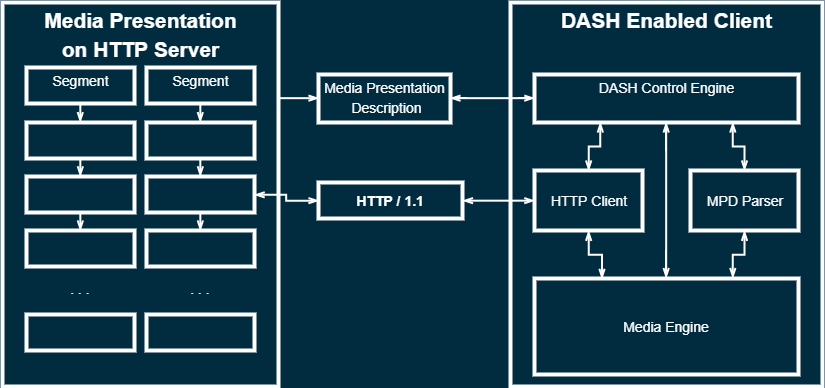 Media Presentation
on HTTP Server
Segment
Segment
. . .
. . .
Media Presentation
Description
HTTP / 1.1
DASH Enabled Client
DASH Control Engine
HTTP Client
MPD Parser
Media Engine